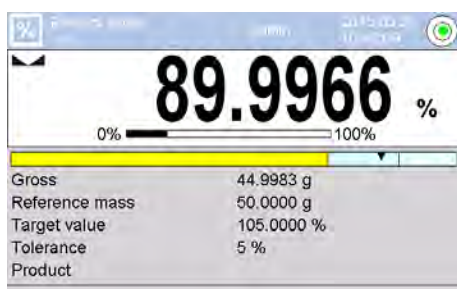 %
89.9966 %
0% 100%
Gross 44.9983 g
Reference mass 50.0000 g
Target value 105.0000 %
Tolerance 5 %
Product